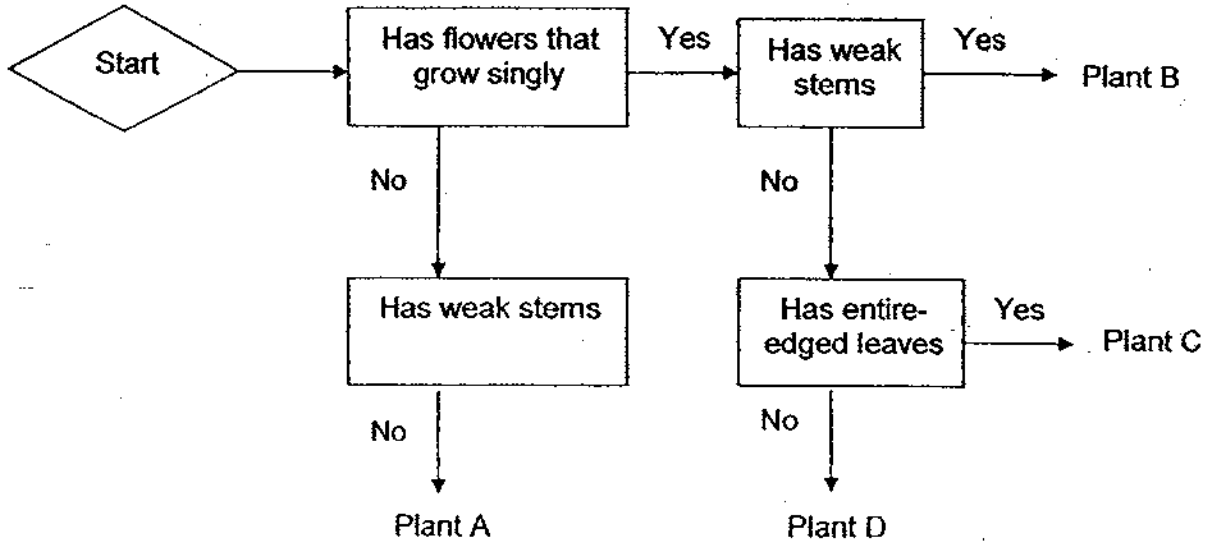 Start
Has flowers that
grow singly
Yes
Has weak
stems
Yes
Plant B
No
No
Has weak stems
Has entire-
edged leaves
Yes
Plant C
No
No
Plant A
Plant D